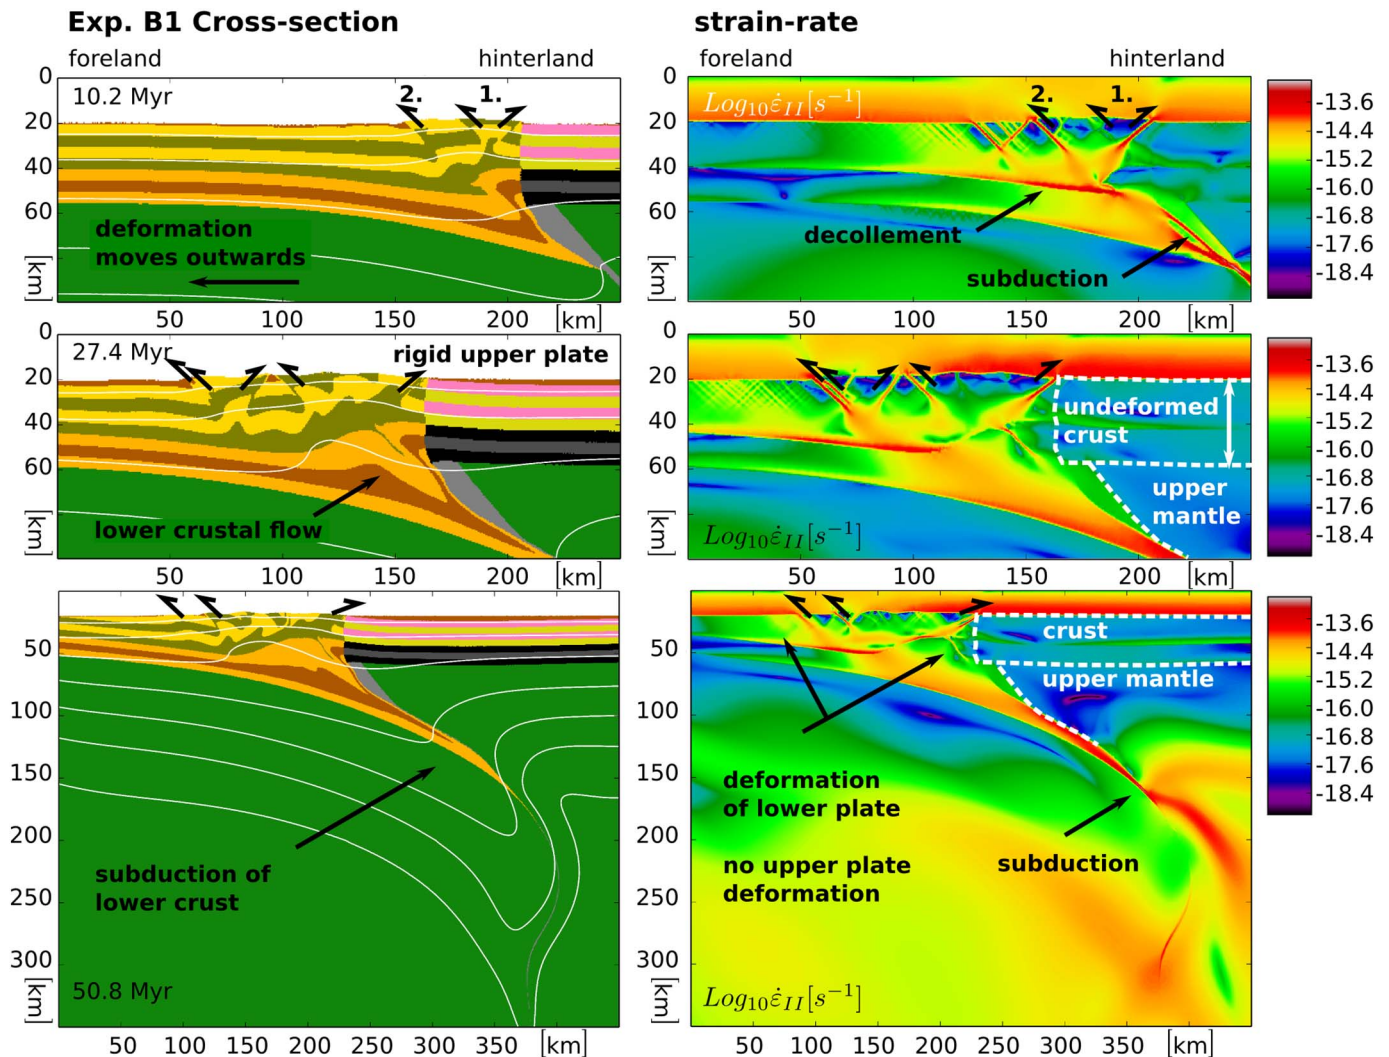 Exp. B1 Cross-section
strain-rate
foreland
hinterland
foreland
hinterland
0
20
40
60
[km]
10.2 Myr
2.
1.
deformation
moves outwards
50
100
150
200
[km]
Log₁₀ε̇_II[s⁻¹]
2.
1.
decollement
subduction
50
100
150
200
[km]
-13.6
-14.4
-15.2
-16.0
-16.8
-17.6
-18.4
0
20
40
60
[km]
27.4 Myr
rigid upper plate
lower crustal flow
50
100
150
200
[km]
0
20
40
60
[km]
undeformed
crust
upper
mantle
Log₁₀ε̇_II[s⁻¹]
50
100
150
200
[km]
-13.6
-14.4
-15.2
-16.0
-16.8
-17.6
-18.4
50
100
150
200
250
300
[km]
subduction of
lower crust
50.8 Myr
50
100
150
200
250
300
350
[km]
0
50
100
150
200
250
300
[km]
crust
upper mantle
deformation
of lower plate
no upper plate
deformation
subduction
Log₁₀ε̇_II[s⁻¹]
50
100
150
200
250
300
350
[km]
-13.6
-14.4
-15.2
-16.0
-16.8
-17.6
-18.4